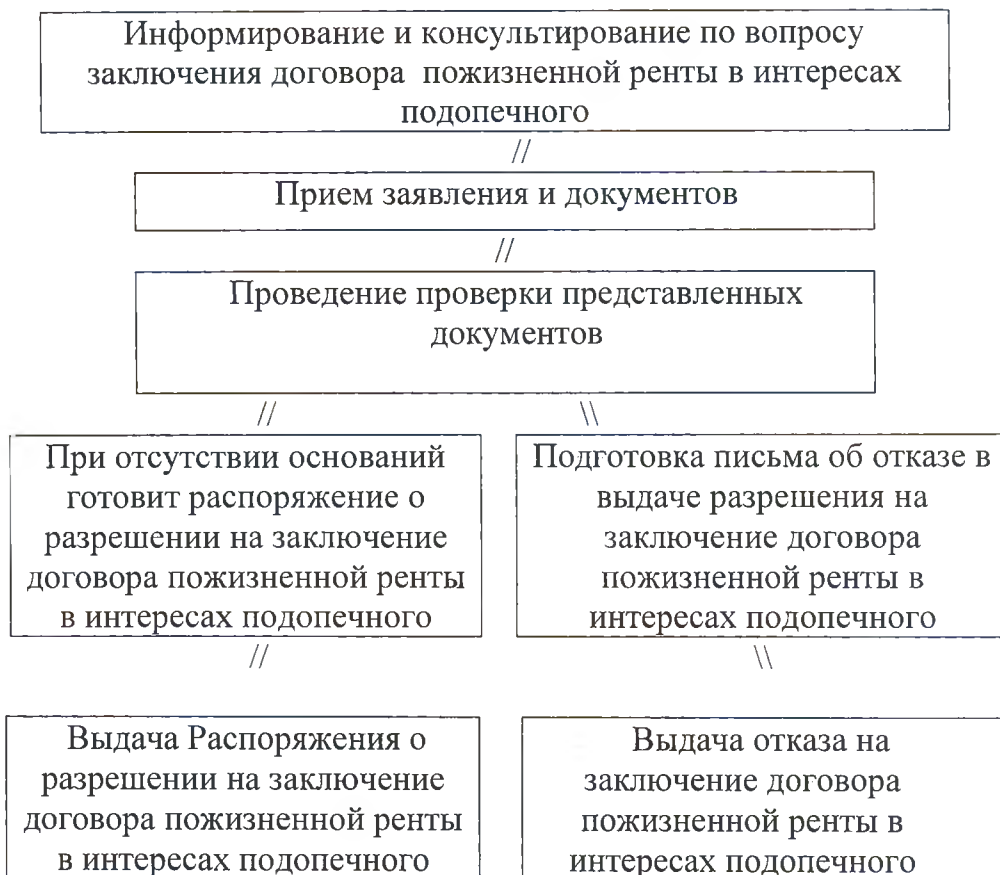 Информирование и консультирование по вопросу
заключения договора пожизненной ренты в интересах
подопечного
//
Прием заявления и документов
//
Проведение проверки представленных
документов
// \\
При отсутствии оснований
готовит распоряжение о
разрешении на заключение
договора пожизненной ренты
в интересах подопечного
//
Подготовка письма об отказе в
выдаче разрешения на
заключение договора
пожизненной ренты в
интересах подопечного
\\
Выдача Распоряжения о
разрешении на заключение
договора пожизненной ренты
в интересах подопечного
Выдача отказа на
заключение договора
пожизненной ренты в
интересах подопечного